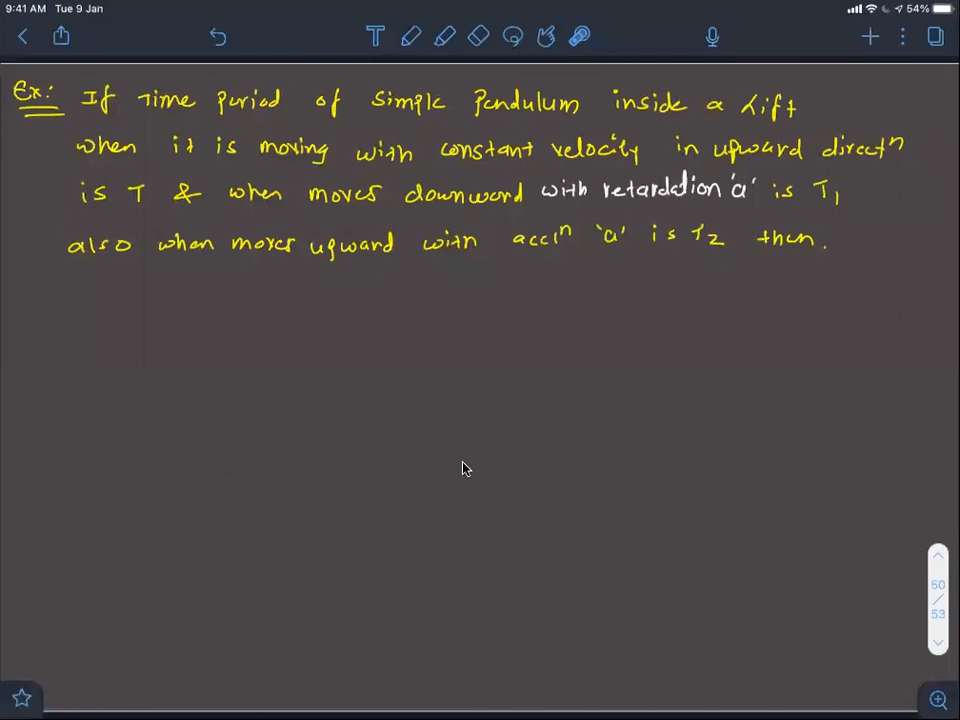 9:41 AM Tue 9 Jan
54%
Ex: If Time Period of Simple Pendulum inside a Lift
when it is moving with constant velocity in upward directn
is T & when moves downward with retardation 'a' is T1
also when moves upward with accln 'a' is T2 then.
50
/
53